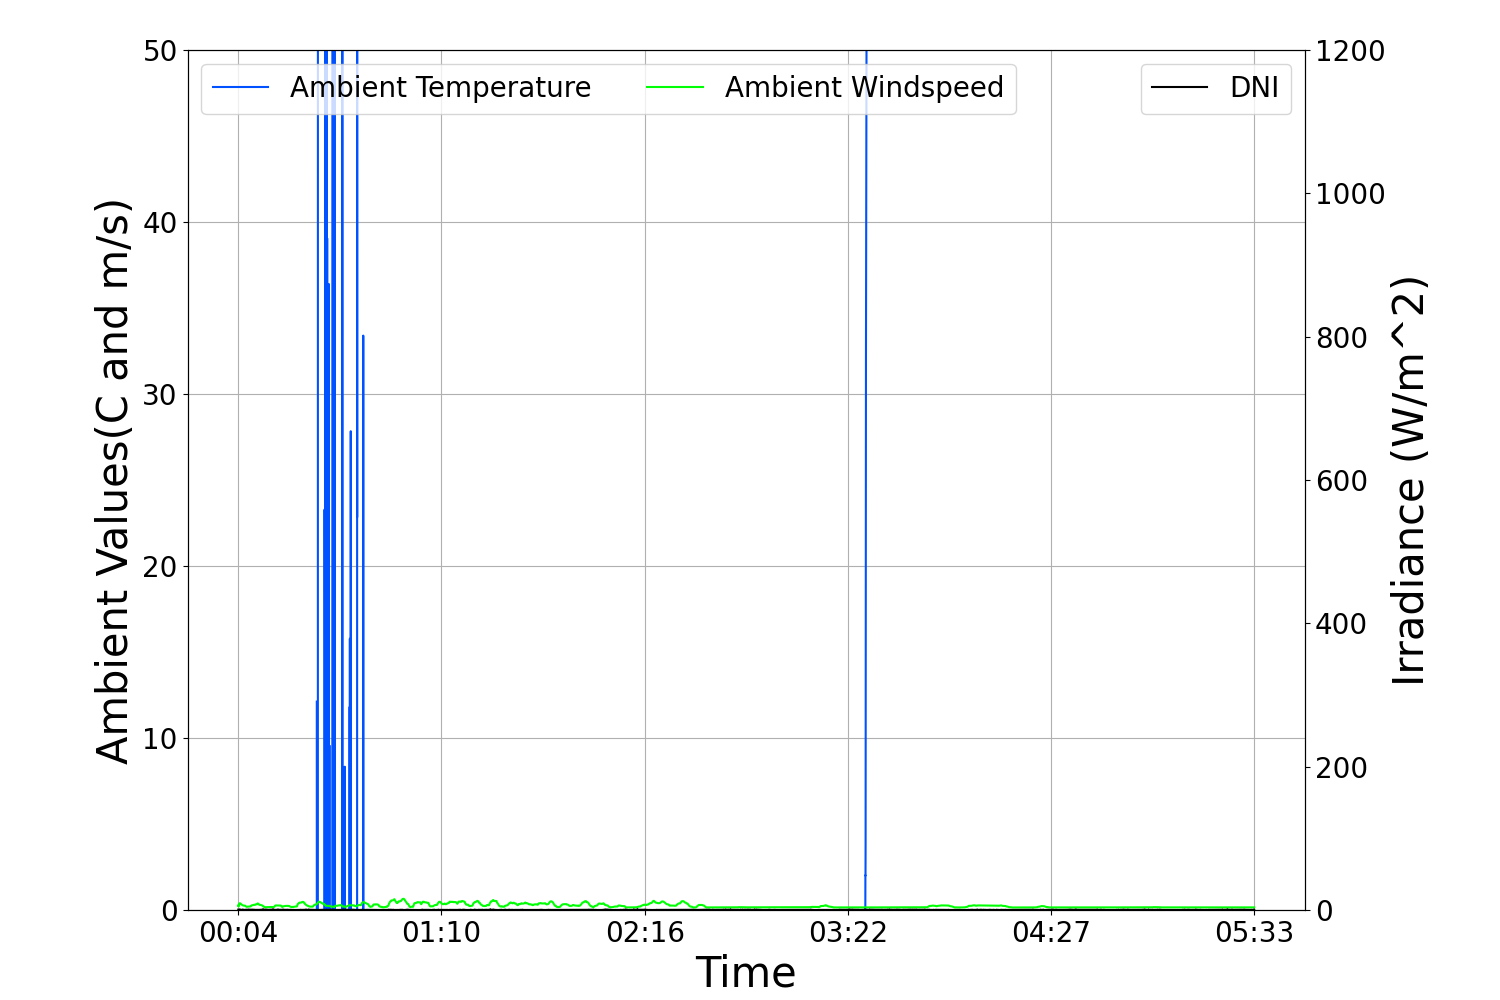 Ambient Temperature
Ambient Windspeed
DNI
50
40
30
20
10
0
Ambient Values(C and m/s)
1200
1000
800
600
400
200
0
Irradiance (W/m^2)
00:04 01:10 02:16 03:22 04:27 05:33
Time